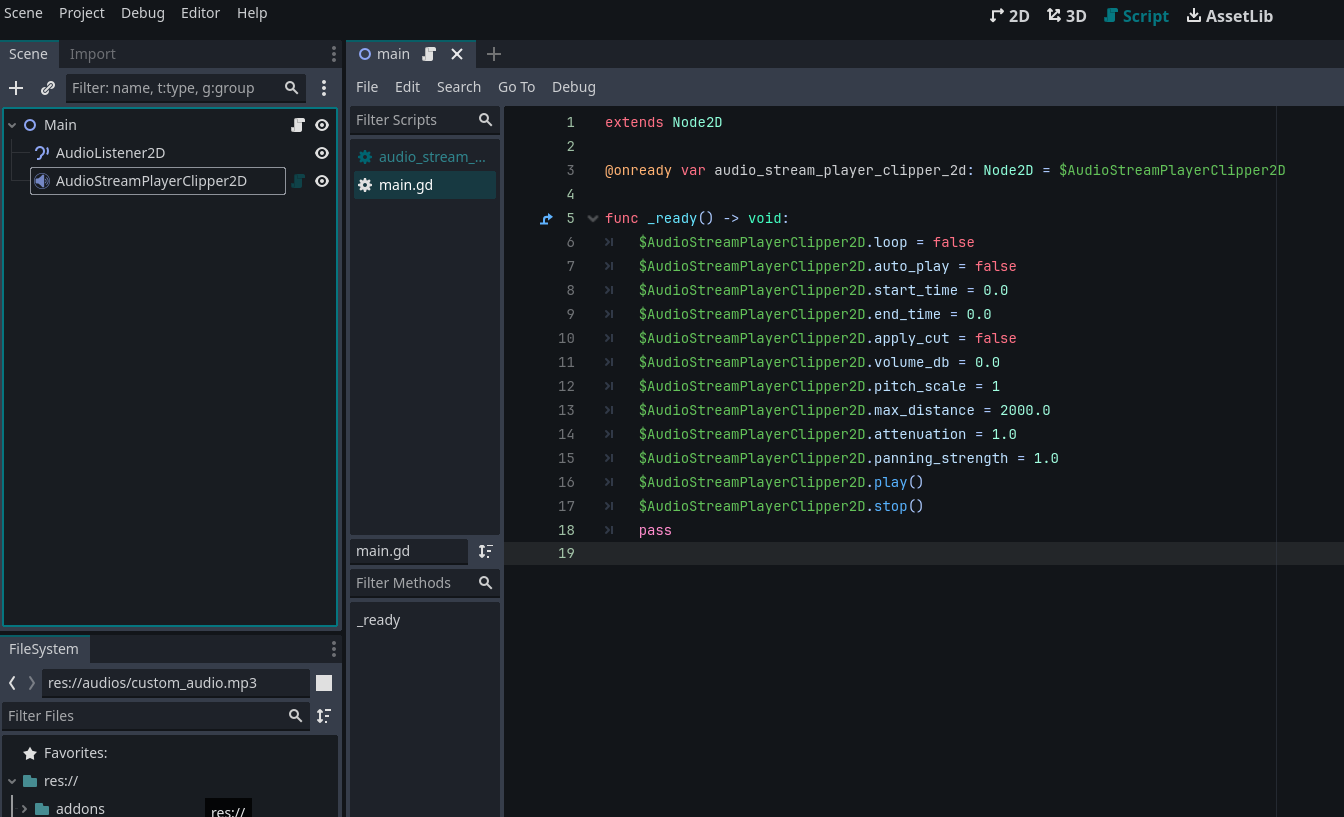 Scene Project Debug Editor Help
2D 3D Script AssetLib
Scene Import
Filter: name, t:type, g:group
Main
AudioListener2D
AudioStreamPlayerClipper2D
main
File Edit Search Go To Debug
Filter Scripts
audio_stream_...
main.gd
main.gd
Filter Methods
_ready
1 extends Node2D
2
3 @onready var audio_stream_player_clipper_2d: Node2D = $AudioStreamPlayerClipper2D
4
5 func _ready() -> void:
6 $AudioStreamPlayerClipper2D.loop = false
7 $AudioStreamPlayerClipper2D.auto_play = false
8 $AudioStreamPlayerClipper2D.start_time = 0.0
9 $AudioStreamPlayerClipper2D.end_time = 0.0
10 $AudioStreamPlayerClipper2D.apply_cut = false
11 $AudioStreamPlayerClipper2D.volume_db = 0.0
12 $AudioStreamPlayerClipper2D.pitch_scale = 1
13 $AudioStreamPlayerClipper2D.max_distance = 2000.0
14 $AudioStreamPlayerClipper2D.attenuation = 1.0
15 $AudioStreamPlayerClipper2D.panning_strength = 1.0
16 $AudioStreamPlayerClipper2D.play()
17 $AudioStreamPlayerClipper2D.stop()
18 pass
19
FileSystem
res://audios/custom_audio.mp3
Filter Files
Favorites:
res://
addons
res://